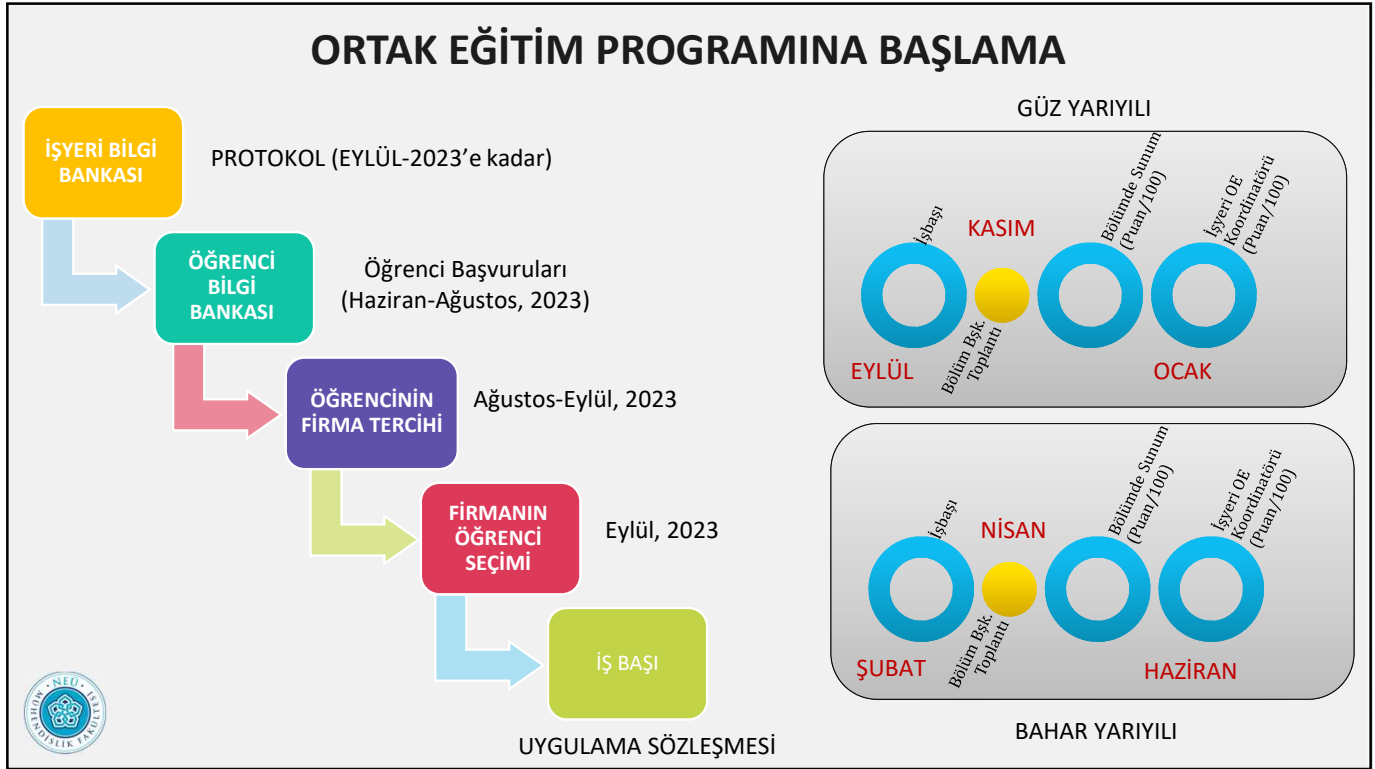 ORTAK EĞİTİM PROGRAMINA BAŞLAMA
İŞYERİ BİLGİ
BANKASI
PROTOKOL (EYLÜL-2023’e kadar)
ÖĞRENCİ
BİLGİ
BANKASI
Öğrenci Başvuruları
(Haziran-Ağustos, 2023)
ÖĞRENCİNİN
FİRMA TERCİHİ
Ağustos-Eylül, 2023
FİRMANIN
ÖĞRENCİ
SEÇİMİ
Eylül, 2023
İŞ BAŞI
UYGULAMA SÖZLEŞMESİ
GÜZ YARIYILI
İşbaşı
KASIM
Bölümde Sunum
(Puan/100)
İşyeri OE
Koordinatörü
(Puan/100)
EYLÜL
Bölüm Bşk.
Toplantı
OCAK
İşbaşı
NİSAN
Bölümde Sunum
(Puan/100)
İşyeri OE
Koordinatörü
(Puan/100)
ŞUBAT
Bölüm Bşk.
Toplantı
HAZİRAN
BAHAR YARIYILI
· NEÜ ·
MÜHENDİSLİK FAKÜLTESİ